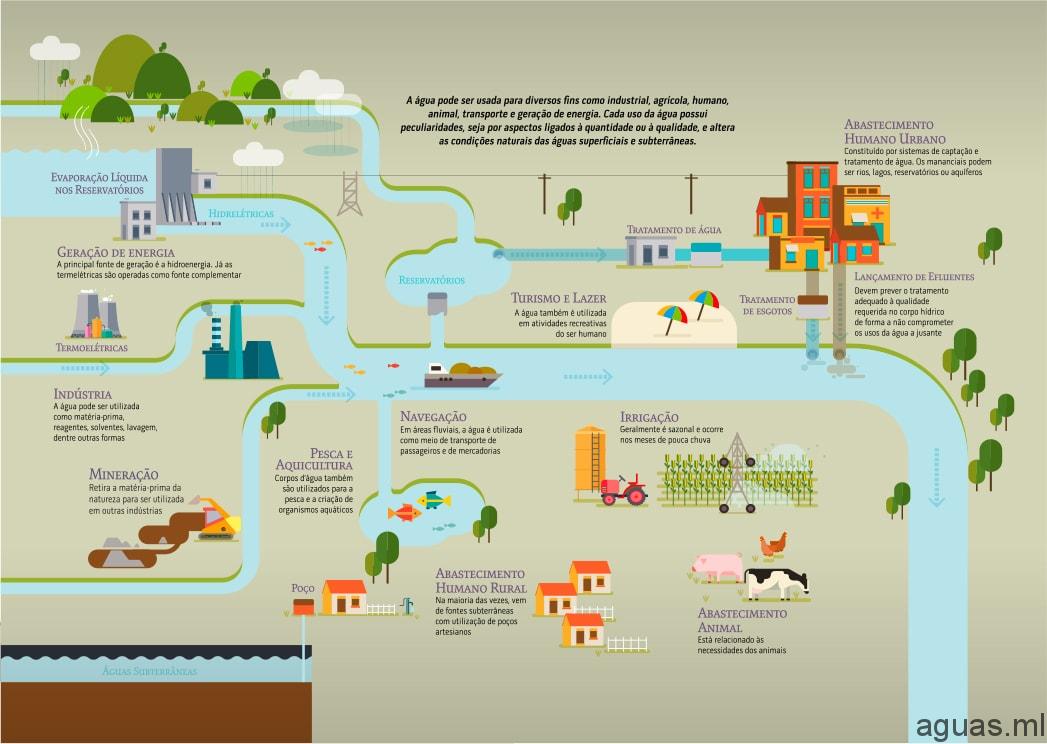 A água pode ser usada para diversos fins como industrial, agrícola, humano,
animal, transporte e geração de energia. Cada uso da água possui
peculiaridades, seja por aspectos ligados à quantidade ou à qualidade, e altera
as condições naturais das águas superficiais e subterrâneas.
Abastecimento
Humano Urbano
Constituído por sistemas de captação e
tratamento de água. Os mananciais podem
ser rios, lagos, reservatórios ou aquíferos
Evaporação Líquida
nos Reservatórios
Hidrelétricas
Geração de energia
A principal fonte de geração é a hidroenergia. Já as
termelétricas são operadas como fonte complementar
Tratamento de água
Reservatórios
Turismo e Lazer
A água também é utilizada
em atividades recreativas
do ser humano
Tratamento
de esgotos
Lançamento de Efluentes
Devem prever o tratamento
adequado à qualidade
requerida no corpo hídrico
de forma a não comprometer
os usos da água a jusante
Termoelétricas
Indústria
A água pode ser utilizada
como matéria-prima,
reagentes, solventes, lavagem,
dentre outras formas
Navegação
Em áreas fluviais, a água é utilizada
como meio de transporte de
passageiros e de mercadorias
Irrigação
Geralmente é sazonal e ocorre
nos meses de pouca chuva
Pesca e
Aquicultura
Corpos d'água também
são utilizados para a
pesca e a criação de
organismos aquáticos
Mineração
Retira a matéria-prima da
natureza para ser utilizada
em outras indústrias
Poço
Abastecimento
Humano Rural
Na maioria das vezes, vem
de fontes subterrâneas
com utilização de poços
artesianos
Abastecimento
Animal
Está relacionado às
necessidades dos animais
Águas Subterrâneas
aguas.ml